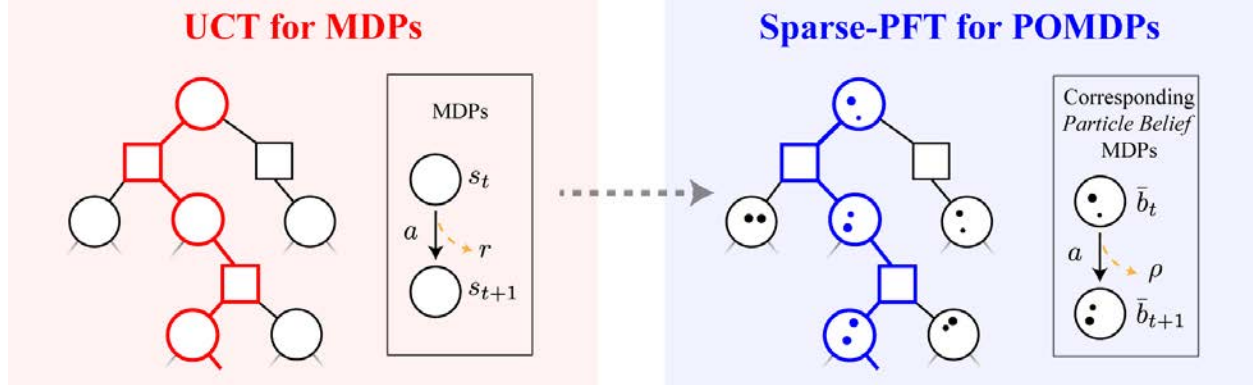 UCT for MDPs
MDPs
s_t
a
r
s_{t+1}
Sparse-PFT for POMDPs
Corresponding
Particle Belief
MDPs
b̄_t
a
ρ
b̄_{t+1}